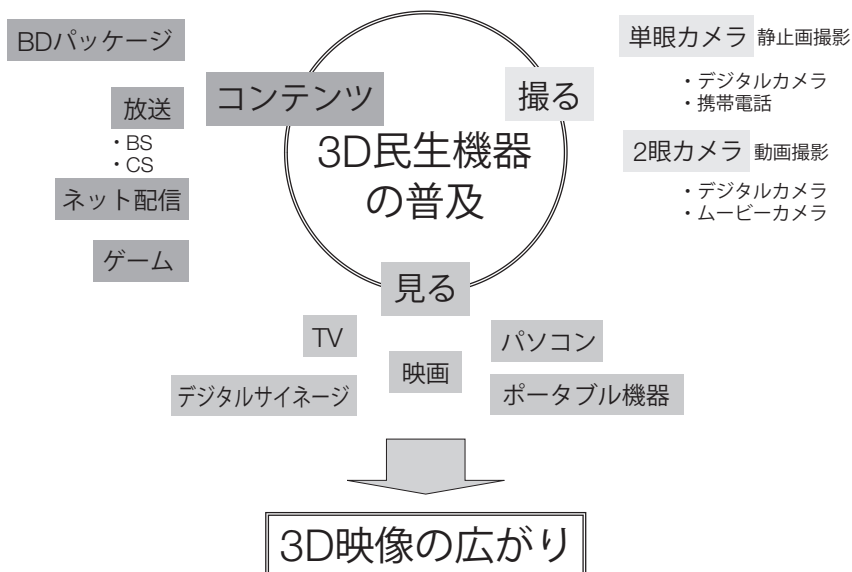 BDパッケージ
放送
・BS
・CS
ネット配信
ゲーム
コンテンツ
撮る
3D民生機器
の普及
見る
単眼カメラ 静止画撮影
・デジタルカメラ
・携帯電話
2眼カメラ 動画撮影
・デジタルカメラ
・ムービーカメラ
TV
パソコン
映画
デジタルサイネージ
ポータブル機器
3D映像の広がり